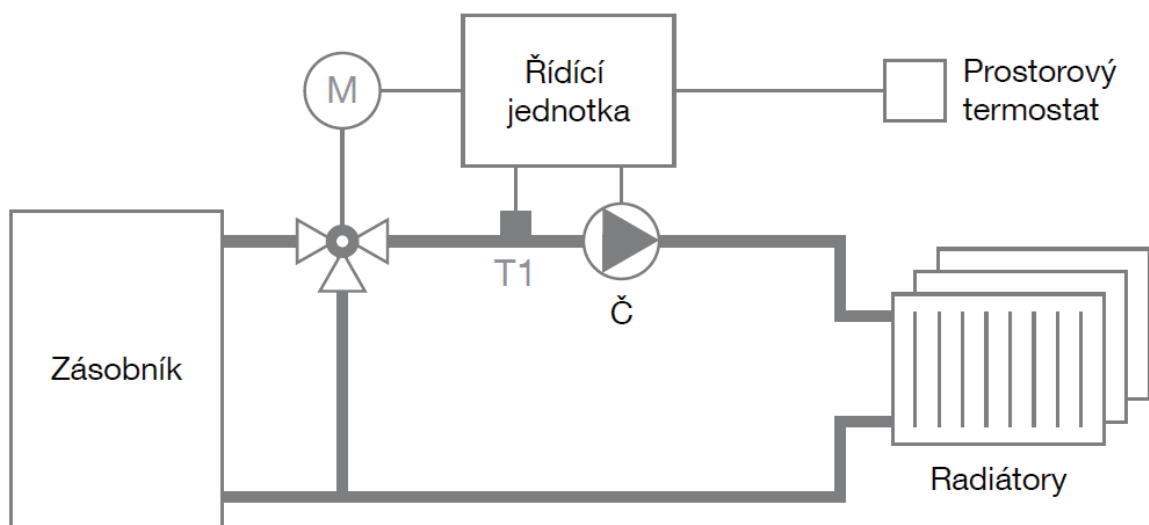 M
Řídící
jednotka
Prostorový
termostat
T1
Č
Zásobník
Radiátory